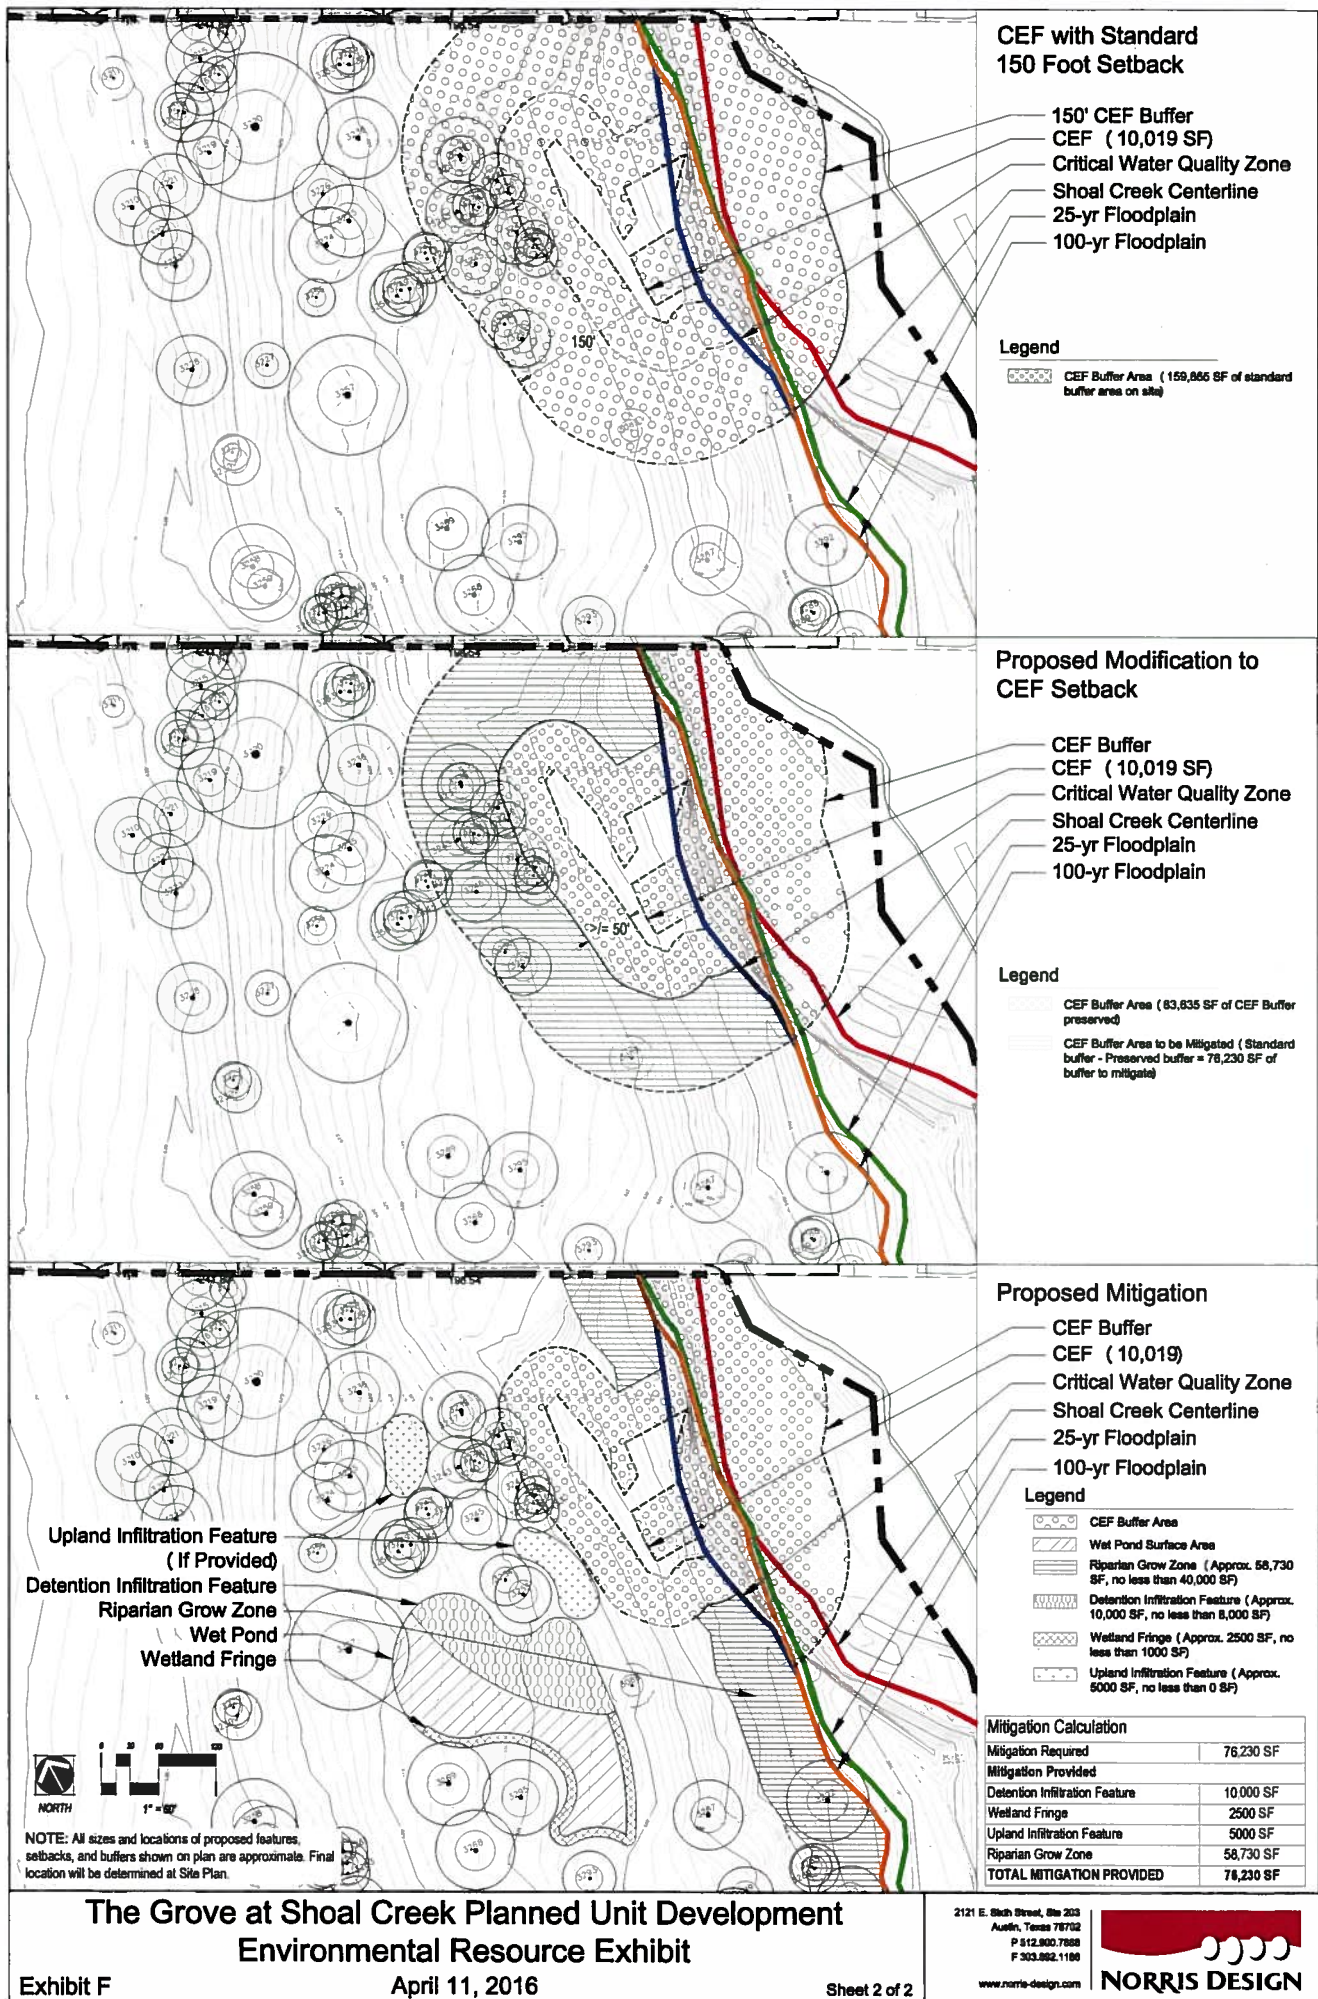 CEF with Standard
150 Foot Setback
150' CEF Buffer
CEF ( 10,019 SF)
Critical Water Quality Zone
Shoal Creek Centerline
25-yr Floodplain
100-yr Floodplain
150'
Legend
CEF Buffer Area ( 159,865 SF of standard
buffer area on site)
Proposed Modification to
CEF Setback
CEF Buffer
CEF ( 10,019 SF)
Critical Water Quality Zone
Shoal Creek Centerline
25-yr Floodplain
100-yr Floodplain
>/= 50'
Legend
CEF Buffer Area ( 83,635 SF of CEF Buffer
preserved)
CEF Buffer Area to be Mitigated ( Standard
buffer - Preserved buffer = 76,230 SF of
buffer to mitigate)
Proposed Mitigation
CEF Buffer
CEF ( 10,019)
Critical Water Quality Zone
Shoal Creek Centerline
25-yr Floodplain
100-yr Floodplain
Legend
CEF Buffer Area
Wet Pond Surface Area
Riparian Grow Zone ( Approx. 58,730
SF, no less than 40,000 SF)
Detention Infiltration Feature ( Approx.
10,000 SF, no less than 8,000 SF)
Wetland Fringe ( Approx. 2500 SF, no
less than 1000 SF)
Upland Infiltration Feature ( Approx.
5000 SF, no less than 0 SF)
Upland Infiltration Feature
( If Provided)
Detention Infiltration Feature
Riparian Grow Zone
Wet Pond
Wetland Fringe
Mitigation Calculation
Mitigation Required 76,230 SF
Mitigation Provided
Detention Infiltration Feature 10,000 SF
Wetland Fringe 2500 SF
Upland Infiltration Feature 5000 SF
Riparian Grow Zone 58,730 SF
TOTAL MITIGATION PROVIDED 76,230 SF
NORTH
1" = 60'
NOTE: All sizes and locations of proposed features,
setbacks, and buffers shown on plan are approximate. Final
location will be determined at Site Plan.
The Grove at Shoal Creek Planned Unit Development
Environmental Resource Exhibit
Exhibit F
April 11, 2016
Sheet 2 of 2
2121 E. Sixth Street, Ste 203
Austin, Texas 78702
P 512.900.7888
F 303.892.1186
www.norris-design.com
NORRIS DESIGN